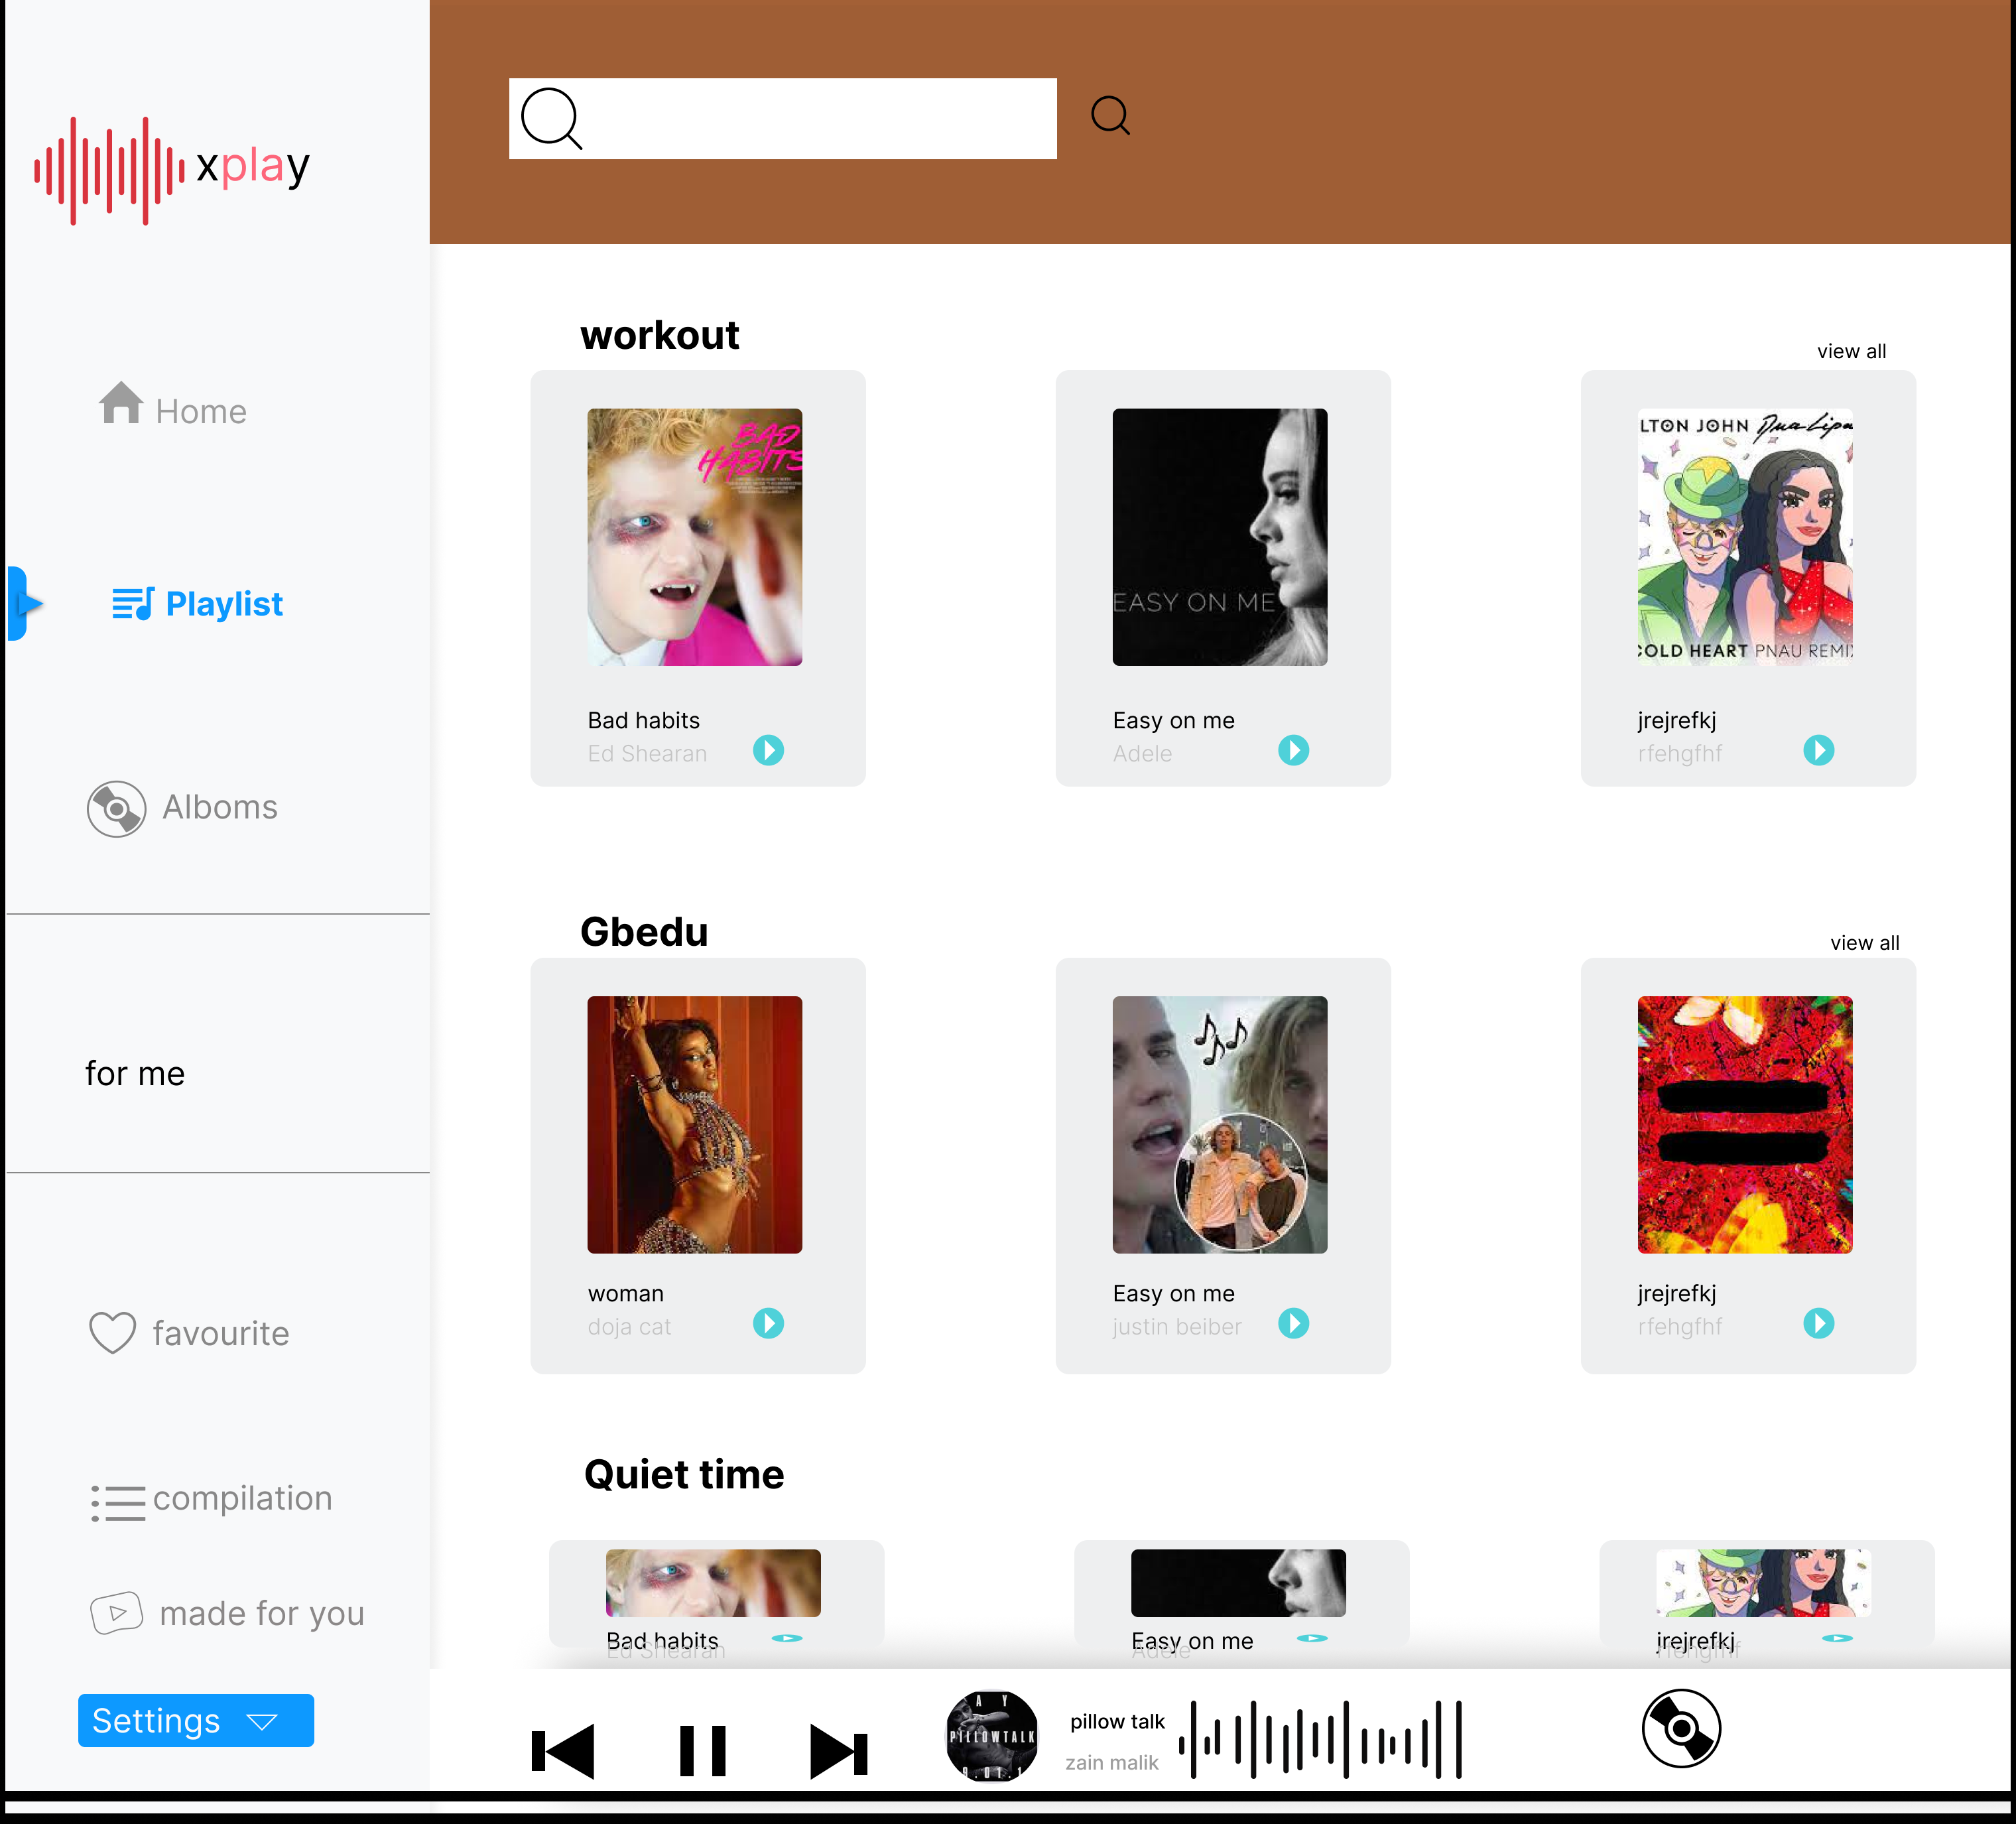 xplay
Home
Playlist
Alboms
for me
favourite
compilation
made for you
Settings
workout
view all
BAD
HABITS
EASY ON ME
LTON JOHN Dua Lipa
COLD HEART PNAU REMI
Bad habits
Ed Shearan
Easy on me
Adele
jrejrefkj
rfehgfhf
Gbedu
view all
woman
doja cat
Easy on me
justin beiber
jrejrefkj
rfehgfhf
Quiet time
Bad habits
Ed Shearan
Easy on me
Adele
jrejrefkj
rfehgfhf
A Y
PILLOWTALK
9.01.1
pillow talk
zain malik